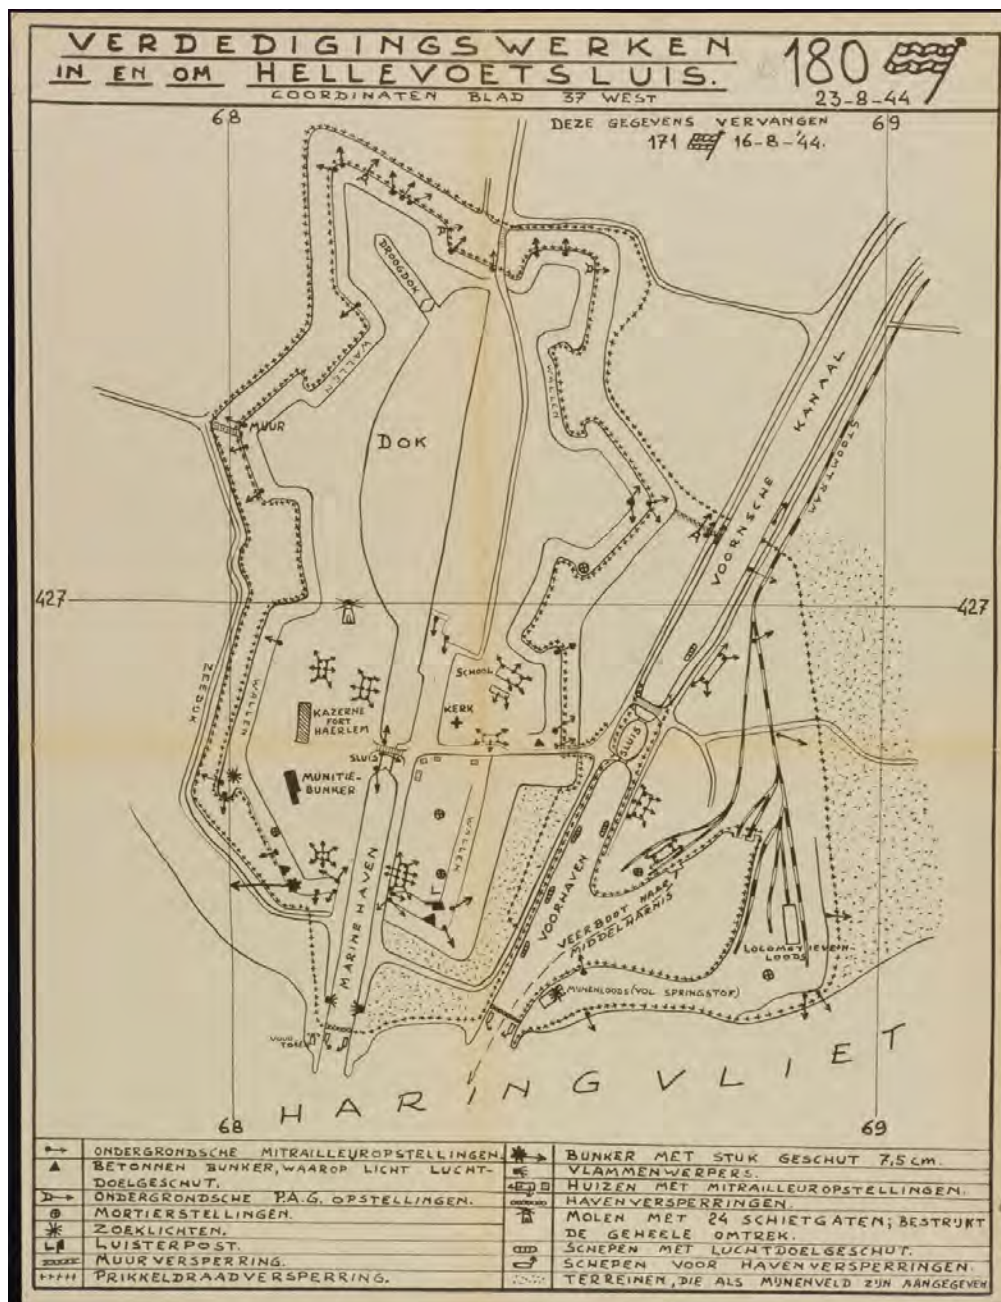 VERDEDIGINGSWERKEN
IN EN OM HELLEVOETSLUIS.
COORDINATEN BLAD 37 WEST
180
23-8-44
DEZE GEGEVENS VERVANGEN
171 16-8-'44.
68
69
DROOGDOK
WALLEN
WALLEN
MUUR
DOK
VOORNSCHE KANAAL
STOOMTRAM
427
427
ZEEDIJK
WALLEN
SCHOOL
KERK
KAZERNE
FORT
HAERLEM
SLUIS
SLUIS
MUNITIE-
BUNKER
WALLEN
MARINE HAVEN
VOORHAVEN
VEERBOOT NAAR
MIDDELHARNIS
LOCOMOTIEVEN-
LOODS
MIJNENLOODS (VOL SPRINGSTOF)
VUUR
TOREN
HARINGVLIET
68
69
ONDERGRONDSCHE MITRAILLEUROPSTELLINGEN.
BETONNEN BUNKER, WAAROP LICHT LUCHT-
DOELGESCHUT.
ONDERGRONDSCHE P.A.G. OPSTELLINGEN.
MORTIERSTELLINGEN.
ZOEKLICHTEN.
LUISTERPOST.
MUURVERSPERRING.
PRIKKELDRAADVERSPERRING.
BUNKER MET STUK GESCHUT 7,5 cm.
VLAMMENWERPERS.
HUIZEN MET MITRAILLEUROPSTELLINGEN.
HAVENVERSPERRINGEN.
MOLEN MET 24 SCHIETGATEN; BESTRIJKT
DE GEHEELE OMTREK.
SCHEPEN MET LUCHTDOELGESCHUT.
SCHEPEN VOOR HAVENVERSPERRINGEN.
TERREINEN, DIE ALS MIJNENVELD ZIJN AANGEGEVEN